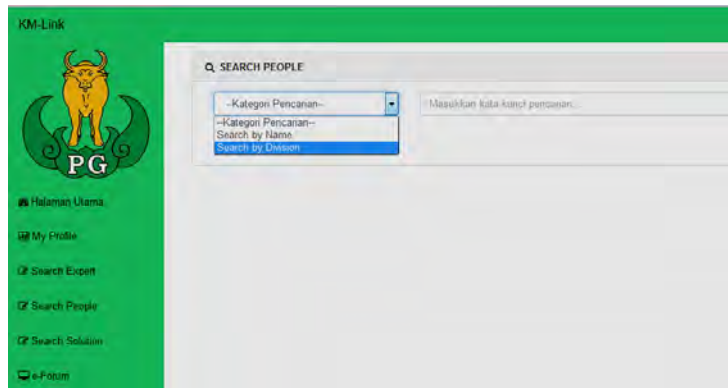 KM-Link
SEARCH PEOPLE
--Kategori Pencarian--
Masukkan kata kunci pencarian...
--Kategori Pencarian--
Search by Name
Search by Division
PG
Halaman Utama
My Profile
Search Expert
Search People
Search Solution
e-Forum